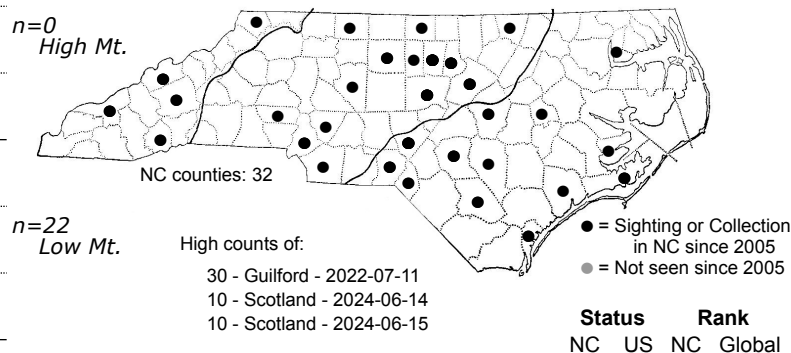 n=0
High Mt.
NC counties: 32
n=22
Low Mt.
High counts of:
30 - Guilford - 2022-07-11
10 - Scotland - 2024-06-14
10 - Scotland - 2024-06-15
= Sighting or Collection
in NC since 2005
= Not seen since 2005
Status Rank
NC US NC Global